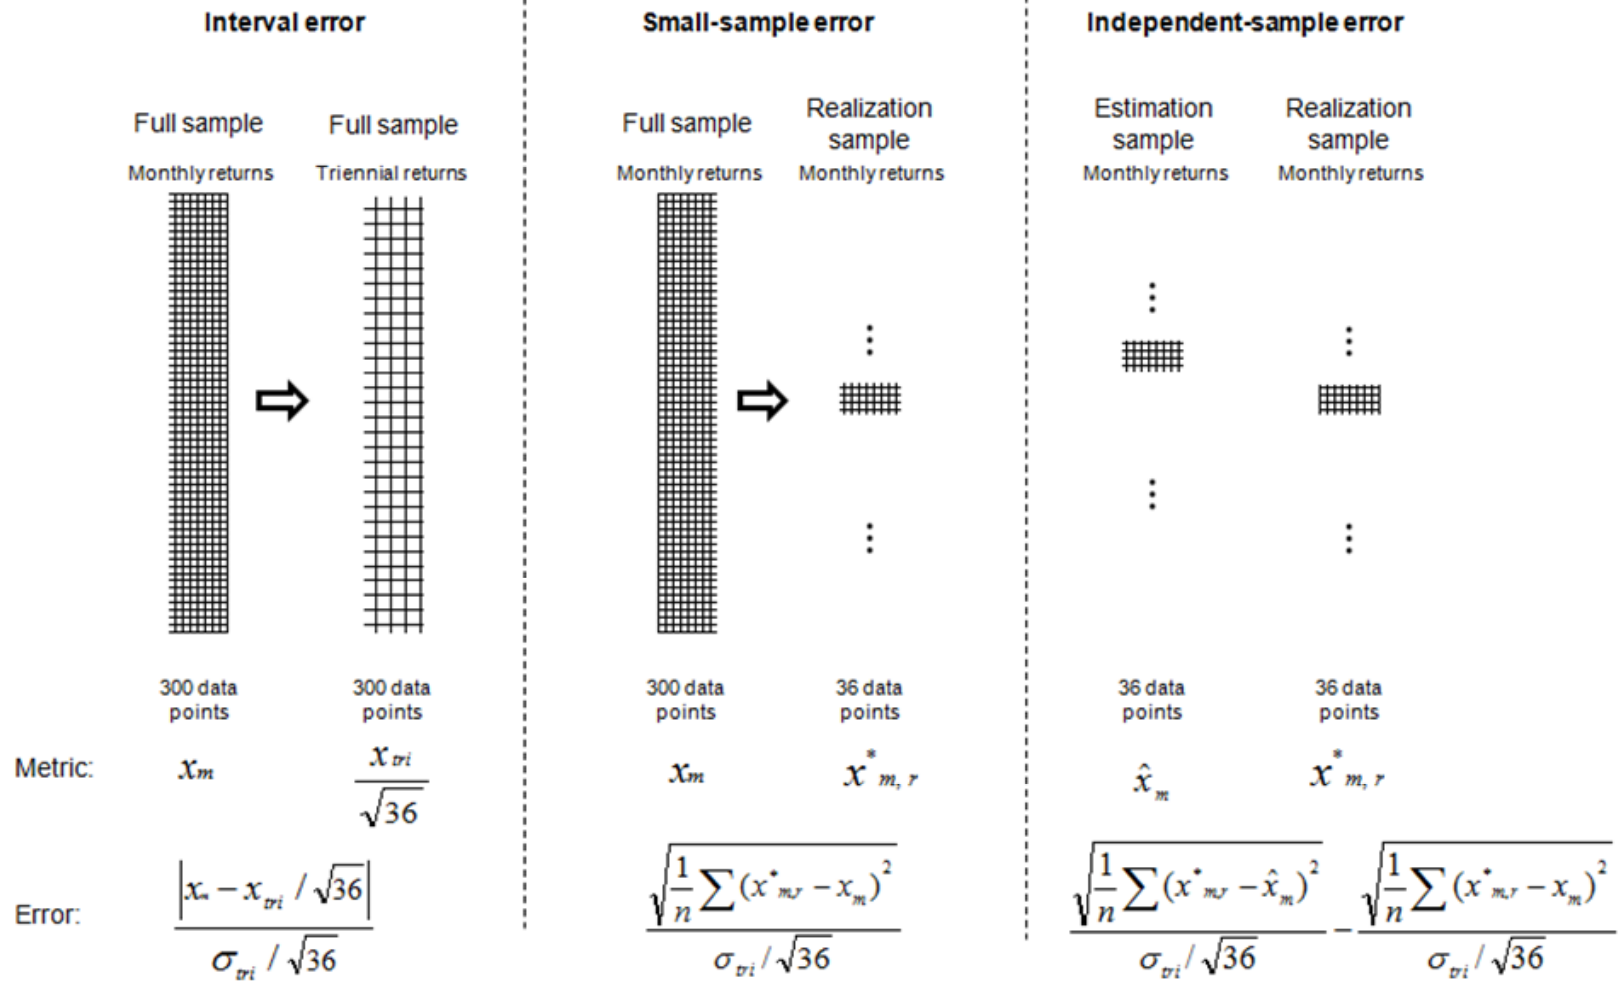 Interval error
Small-sample error
Independent-sample error
Full sample
Full sample
Full sample
Realization
sample
Estimation
sample
Realization
sample
Monthly returns
Triennial returns
Monthly returns
Monthly returns
Monthly returns
Monthly returns
300 data
points
300 data
points
300 data
points
36 data
points
36 data
points
36 data
points
Metric:
xₘ
x_tri / √36
xₘ
x*_m, r
x̂_m
x*_m, r
Error:
|xₘ − x_tri / √36| / (σ_tri / √36)
√(1/n ∑ (x*_m,r − x_m)²) / (σ_tri / √36)
√(1/n ∑ (x*_m,r − x̂_m)²) / (σ_tri / √36) − √(1/n ∑ (x*_m,r − x_m)²) / (σ_tri / √36)